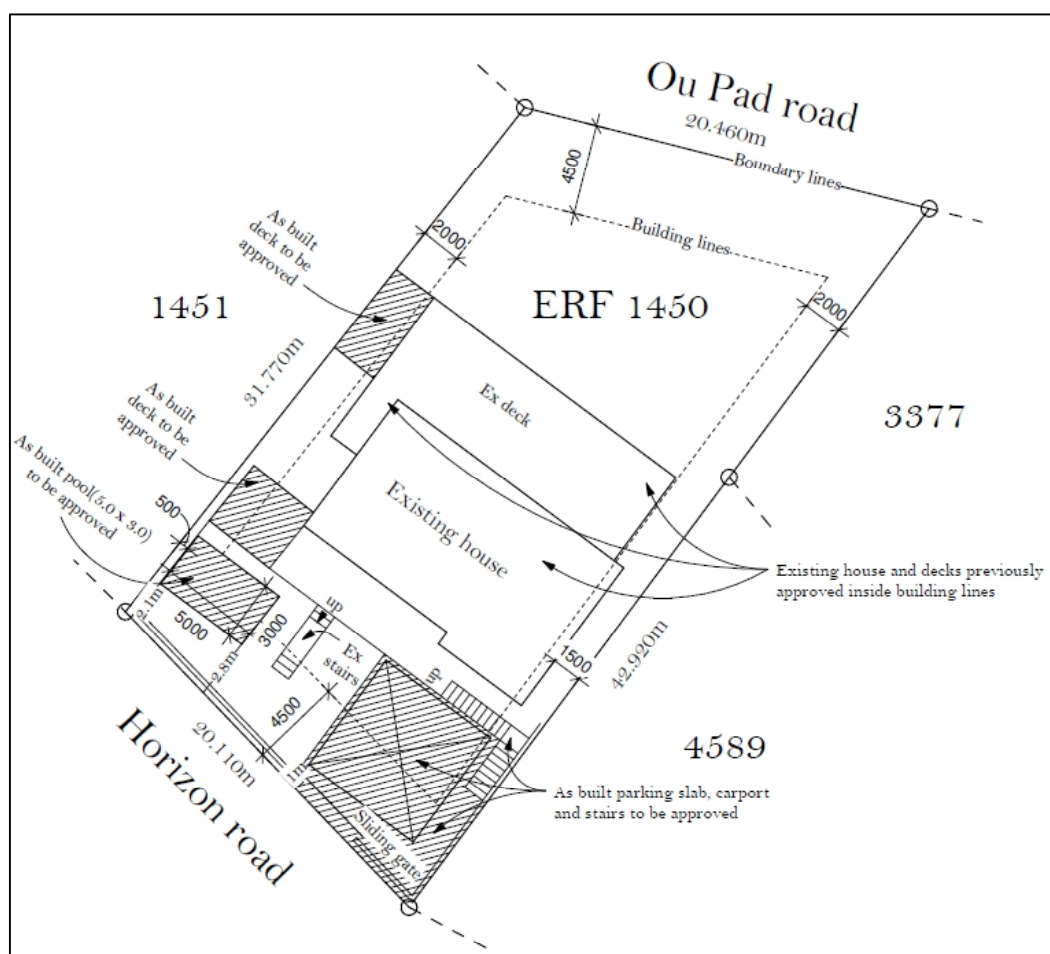 Ou Pad road
20.460m
Boundary lines
4500
Building lines
2000
As built
deck to be
approved
1451
ERF 1450
2000
31.770m
Ex deck
3377
As built
deck to be
approved
As built pool(5.0 x 3.0)
to be approved
500
Existing house
Existing house and decks previously
approved inside building lines
2.1m
5000
3000
up
Ex
stairs
2.8m
up
1500
42.920m
4500
20.110m
Horizon road
1m
4589
As built parking slab, carport
and stairs to be approved
Sliding gate